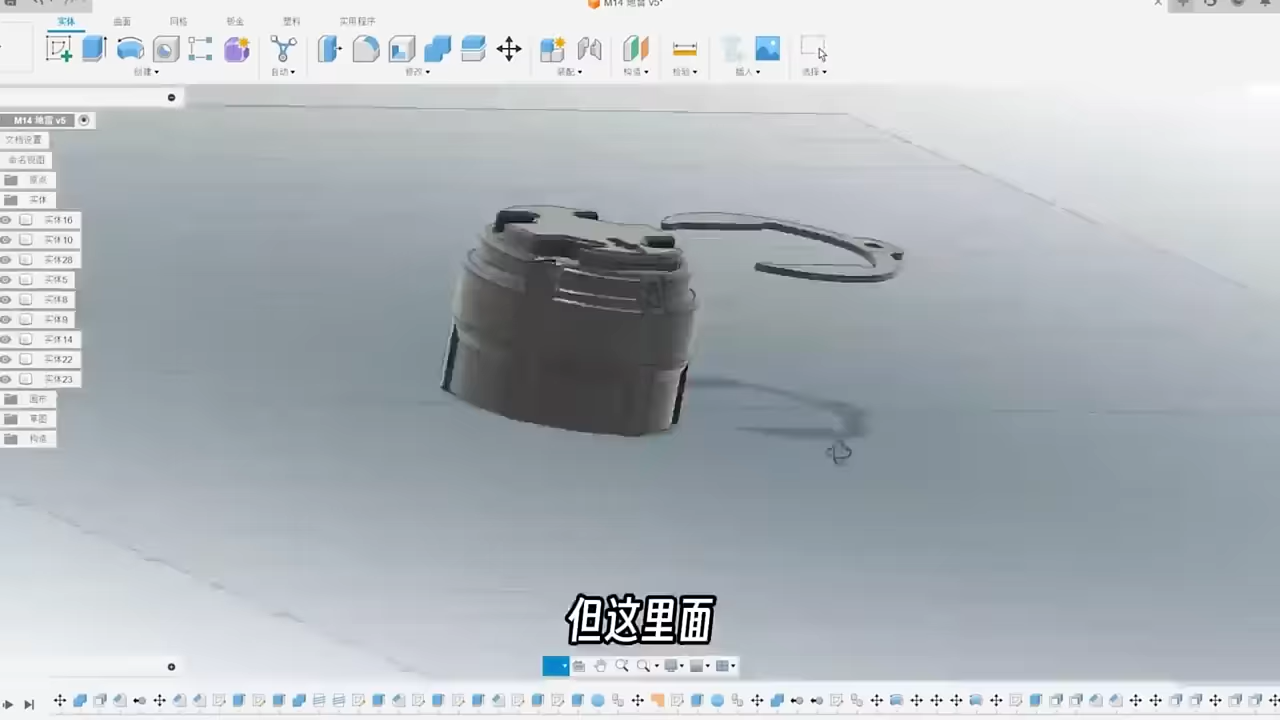 M14 地雷 v5*
实体 曲面 网格 钣金 塑料 实用程序
创建 自动 修改 装配 构造 检验 插入 选择
M14 地雷 v5
文档设置
命名视图
原点
实体
实体16
实体10
实体28
实体5
实体8
实体9
实体14
实体22
实体23
画布
草图
构造
但这里面